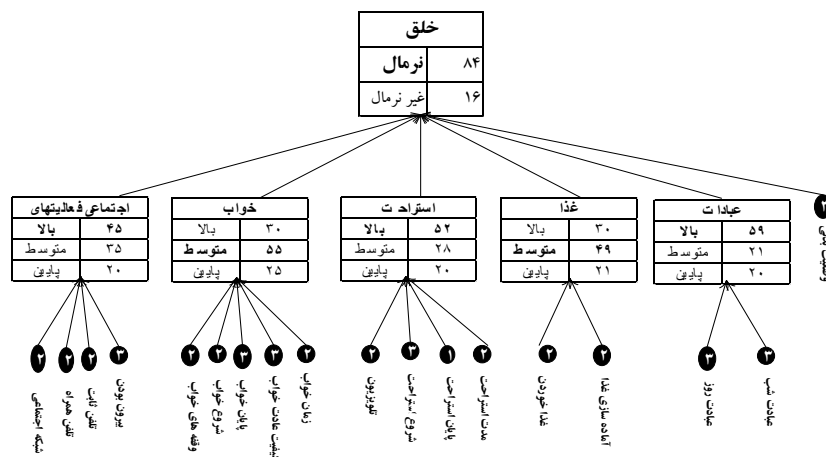 خلق
نرمال ۸۴
غیر نرمال ۱۶
اجتماعی فعالیتهای
بالا ۴۵
متوسط ۳۵
پایین ۲۰
خواب
بالا ۳۰
متوسط ۵۵
پایین ۲۵
استراحت
بالا ۵۲
متوسط ۲۸
پایین ۲۰
غذا
بالا ۳۰
متوسط ۴۹
پایین ۲۱
عبادات
بالا ۵۹
متوسط ۲۱
پایین ۲۰
۲ شبکه اجتماعی
۲ تلفن همراه
۲ تلفن ثابت
۳ بیرون بودن
۲ وقفه های خواب
۲ شروع خواب
۳ پایان خواب
۳ کیفیت عادت خواب
۲ زمان خواب
۲ تلویزیون
۳ شروع استراحت
۱ پایان استراحت
۲ مدت استراحت
۲ غذا خوردن
۲ آماده سازی غذا
۳ عبادت روز
۳ عبادت شب